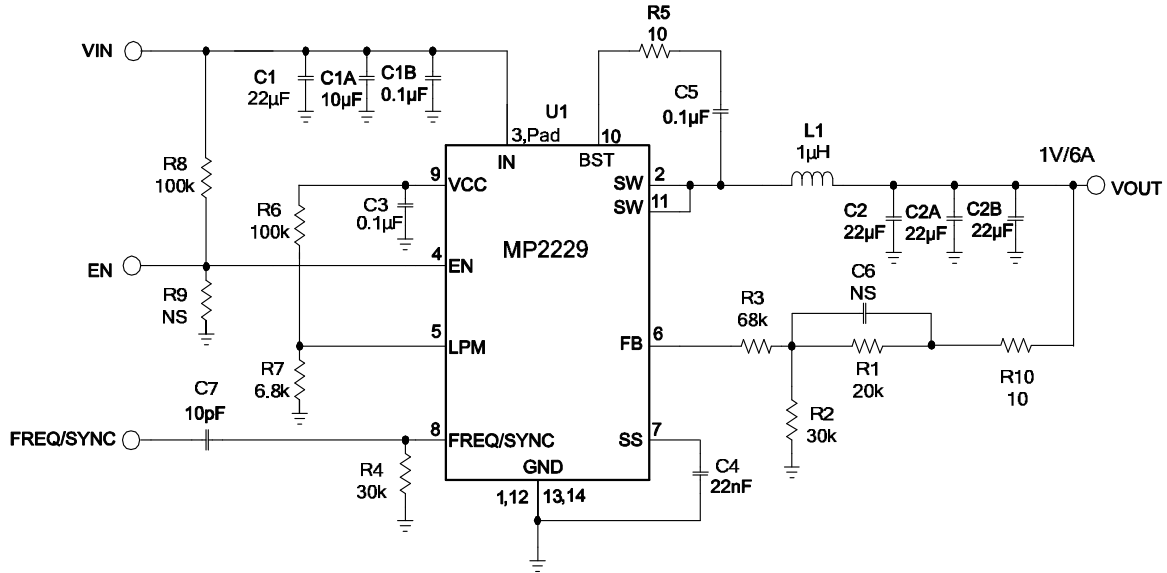 R5
10
VIN
C1
22µF
C1A
10µF
C1B
0.1µF
C5
0.1µF
U1
3,Pad
10
IN
BST
L1
1µH
1V/6A
R8
100k
9
VCC
SW
2
VOUT
SW
11
R6
100k
C3
0.1µF
C2
22µF
C2A
22µF
C2B
22µF
MP2229
EN
4
EN
R9
NS
C6
NS
R3
68k
5
LPM
FB
6
R7
6.8k
R1
20k
R10
10
C7
10pF
R2
30k
FREQ/SYNC
8
FREQ/SYNC
SS
7
R4
30k
GND
C4
22nF
1,12
13,14